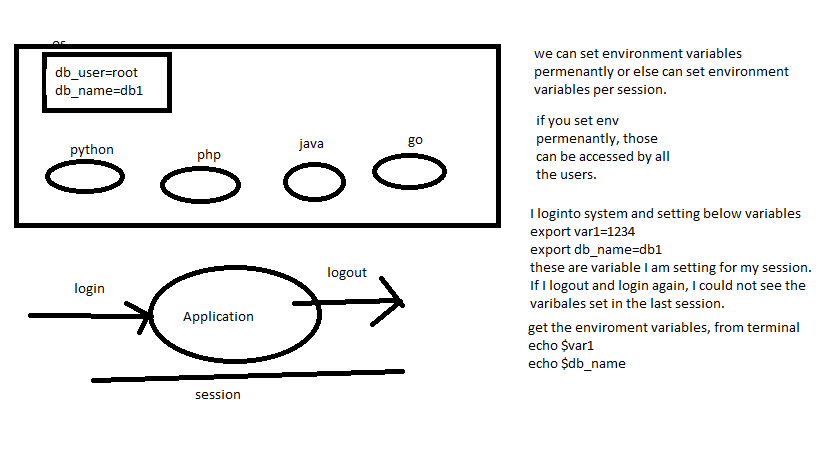 os
db_user=root
db_name=db1
python
php
java
go
login
logout
Application
session
we can set environment variables
permenantly or else can set environment
variables per session.
if you set env
permenantly, those
can be accessed by all
the users.
I loginto system and setting below variables
export var1=1234
export db_name=db1
these are variable I am setting for my session.
If I logout and login again, I could not see the
varibales set in the last session.
get the enviroment variables, from terminal
echo $var1
echo $db_name